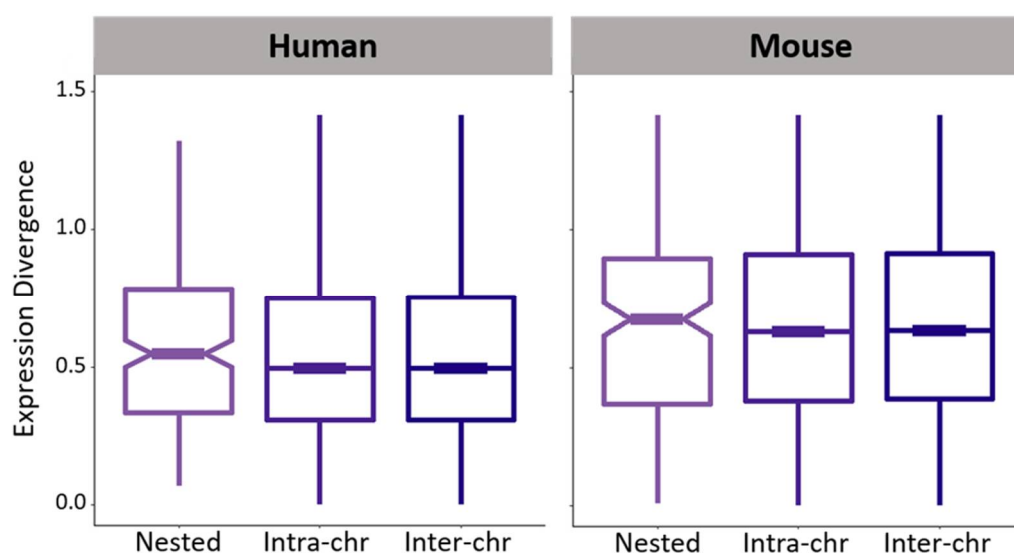 Human
Mouse
Expression Divergence
1.5
1.0
0.5
0.0
Nested Intra-chr Inter-chr
Nested Intra-chr Inter-chr